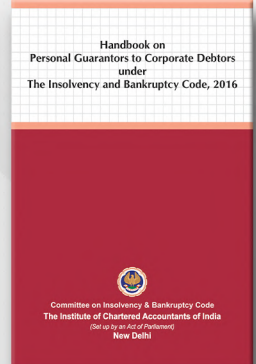 Handbook on
Personal Guarantors to Corporate Debtors
under
The Insolvency and Bankruptcy Code, 2016
Committee on Insolvency & Bankruptcy Code
The Institute of Chartered Accountants of India
(Set up by an Act of Parliament)
New Delhi